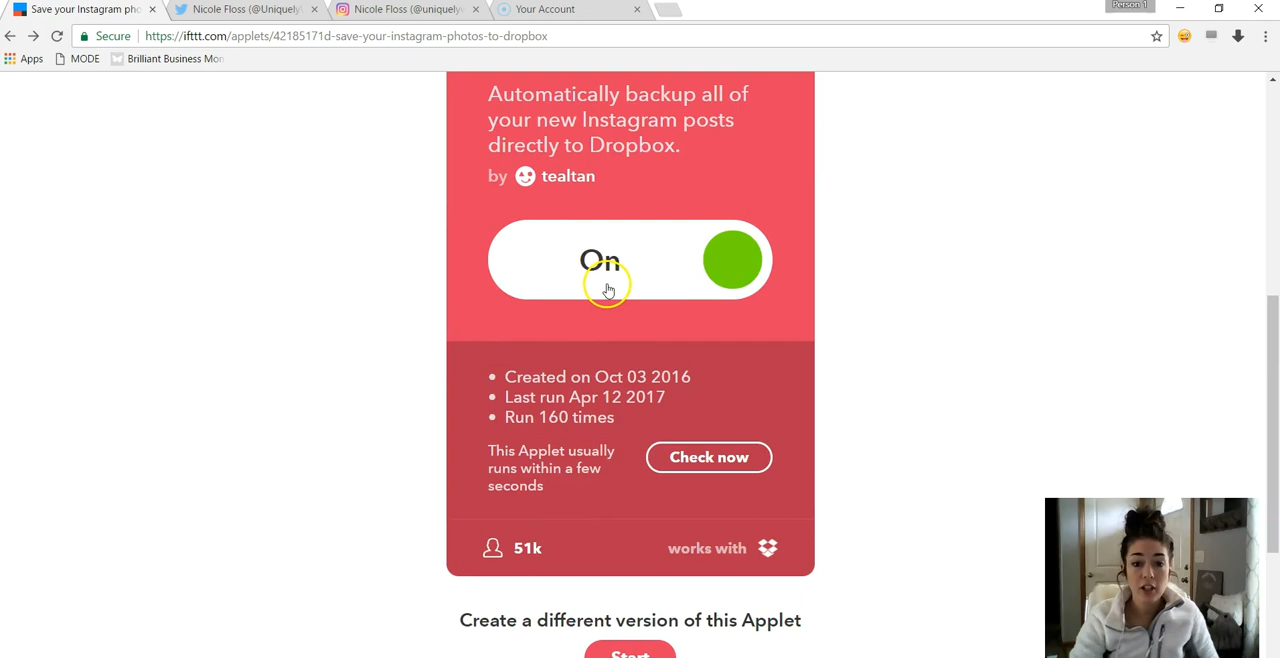 Save your Instagram pho
Nicole Floss (@Uniquely
Nicole Floss (@uniquely
Your Account
Person 1
Secure
https://ifttt.com/applets/42185171d-save-your-instagram-photos-to-dropbox
Apps
MODE
Brilliant Business Mom
Automatically backup all of
your new Instagram posts
directly to Dropbox.
by tealtan
On
• Created on Oct 03 2016
• Last run Apr 12 2017
• Run 160 times
This Applet usually
runs within a few
seconds
Check now
51k
works with
Create a different version of this Applet
Start